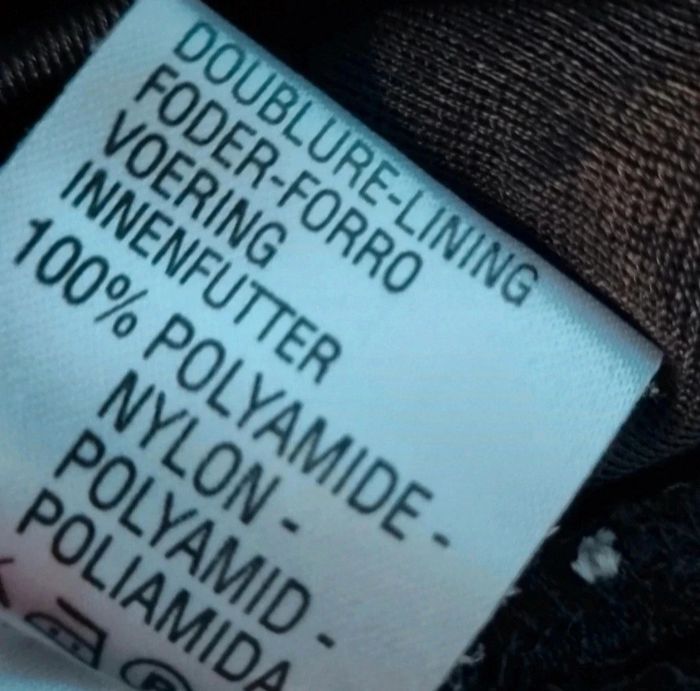 DOUBLURE-LINING
FODER-FORRO
VOERING
INNENFUTTER
100% POLYAMIDE -
NYLON -
POLYAMID -
POLIAMIDA